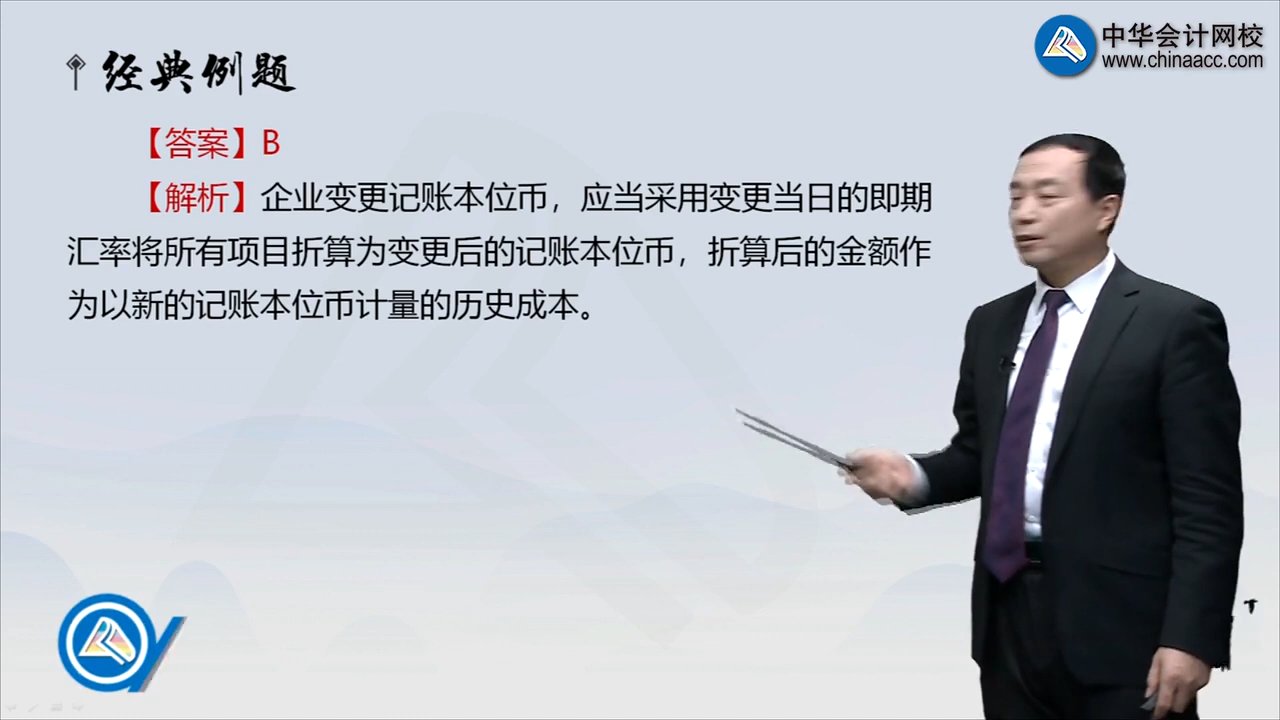 经典例题
中华会计网校
www.chinaacc.com
【答案】B
【解析】企业变更记账本位币，应当采用变更当日的即期
汇率将所有项目折算为变更后的记账本位币，折算后的金额作
为以新的记账本位币计量的历史成本。